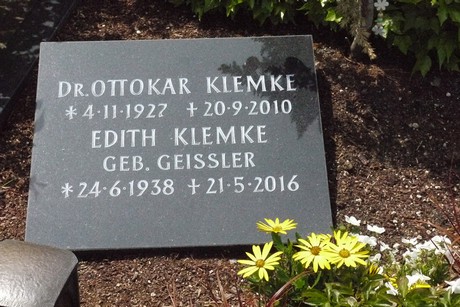 Dr. OTTOKAR KLEMKE
* 4·11·1927 † 20·9·2010
EDITH KLEMKE
GEB. GEISSLER
* 24·6·1938 † 21·5·2016